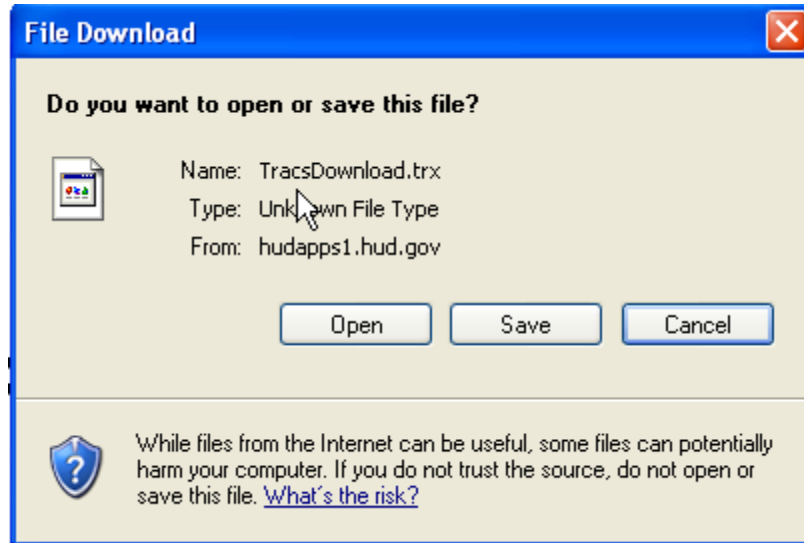 File Download
Do you want to open or save this file?
Name: TracsDownload.trx
Type: Unknown File Type
From: hudapps1.hud.gov
Open Save Cancel
While files from the Internet can be useful, some files can potentially
harm your computer. If you do not trust the source, do not open or
save this file. What's the risk?